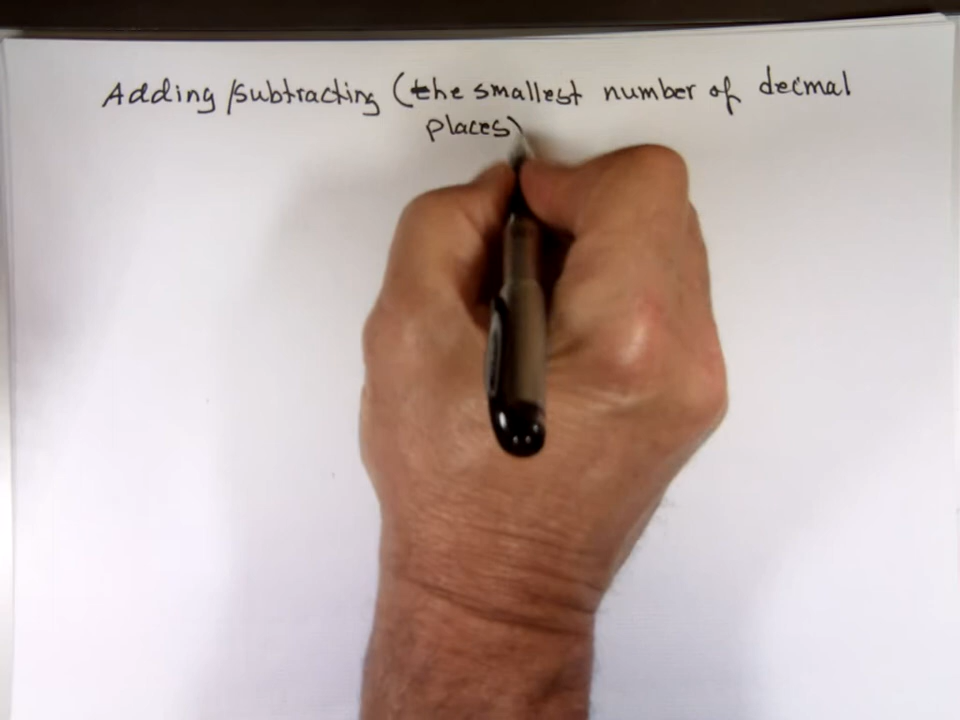 Adding/subtracting (the smallest number of decimal
places)